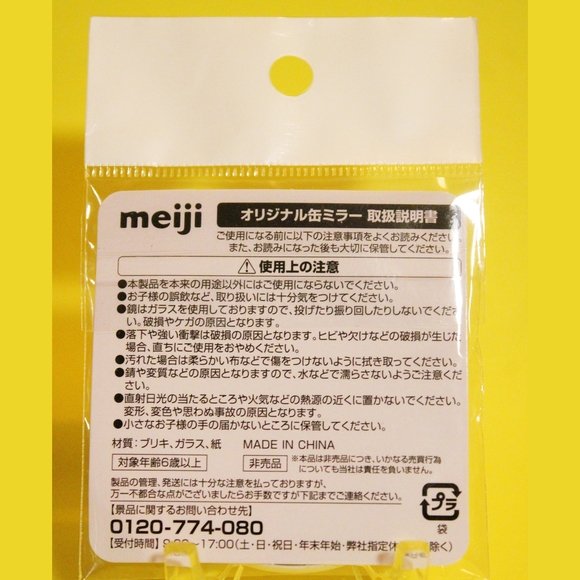 meiji オリジナル缶ミラー 取扱説明書
ご使用になる前に以下の注意事項をよくお読みください。
また、お読みになった後も大切に保管してください。
⚠使用上の注意
●本製品を本来の用途以外にはご使用にならないでください。
●お子様の誤飲など、取り扱いには十分気をつけてください。
●鏡はガラスを使用しておりますので、投げたり振り回したりしないでください。破損やケガの原因となります。
●落下や強い衝撃は破損の原因となります。ヒビや欠けなどの破損が生じた
場合、直ちにご使用をおやめください。
●汚れた場合は柔らかい布などで傷をつけないように拭き取ってください。
●錆や変質などの原因となりますので、水などで濡らさないようご注意くだ
さい。
●直射日光の当たるところや火気などの熱源の近くに置かないでください。
変形、変色や思わぬ事故の原因となります。
●小さなお子様の手の届かないところに保管してください。
材質:ブリキ、ガラス、紙 MADE IN CHINA
対象年齢6歳以上 非売品 ※本品は非売品につき、いかなる売買行為
についても当社は責任を負いません。
製品の管理、発送には十分な注意を払っておりますが、
万一不都合な点がございましたらお手数ですが下記までご連絡ください。
【景品に関するお問い合わせ先】
0120-774-080
【受付時間】9:00~17:00(土・日・祝日・年末年始・弊社指定休 除く)
プラ
袋